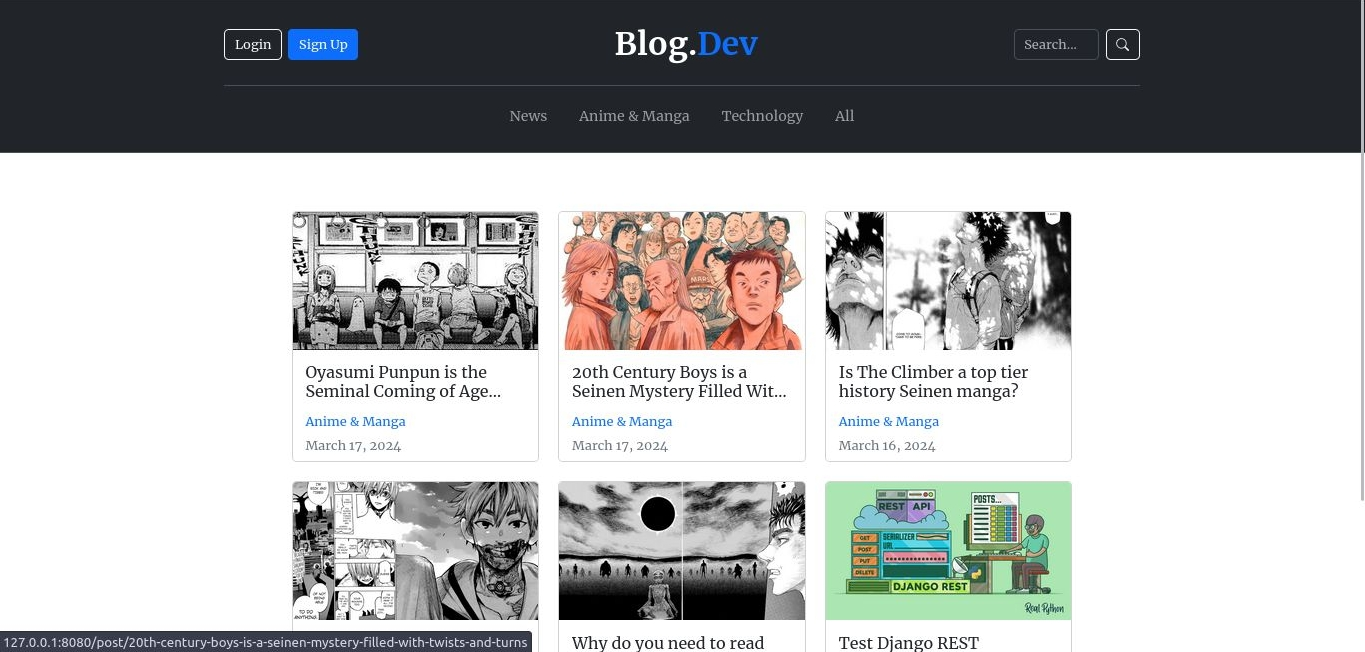 Login
Sign Up
Blog.Dev
Search...
News
Anime & Manga
Technology
All
Oyasumi Punpun is the
Seminal Coming of Age...
Anime & Manga
March 17, 2024
20th Century Boys is a
Seinen Mystery Filled Wit...
Anime & Manga
March 17, 2024
Is The Climber a top tier
history Seinen manga?
Anime & Manga
March 16, 2024
REST API
POSTS...
GET
POST
PUT
DELETE
SERIALIZER
URL
DJANGO REST
Real Python
Why do you need to read
Test Django REST
127.0.0.1:8080/post/20th-century-boys-is-a-seinen-mystery-filled-with-twists-and-turns